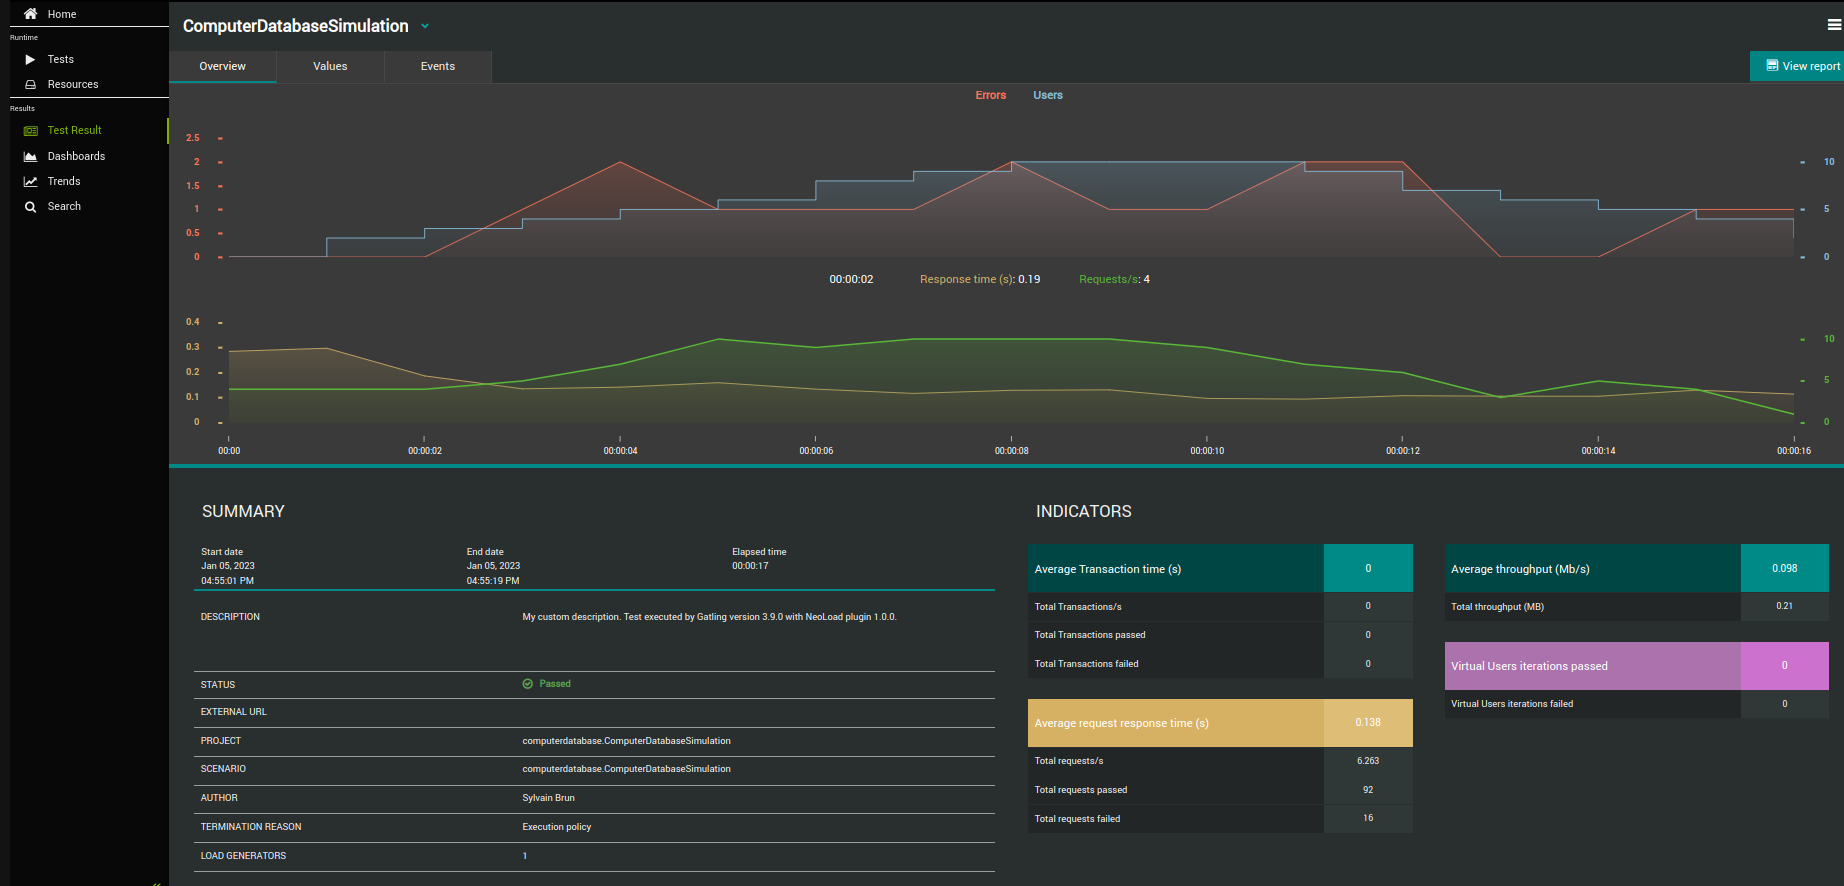 Home
Runtime
Tests
Resources
Results
Test Result
Dashboards
Trends
Search
ComputerDatabaseSimulation
Overview Values Events
View report
Errors Users
2.5
2 10
1.5
1 5
0.5
0 0
00:00:02 Response time (s): 0.19 Requests/s: 4
0.4
0.3 10
0.2 5
0.1
0 0
00:00 00:00:02 00:00:04 00:00:06 00:00:08 00:00:10 00:00:12 00:00:14 00:00:16
SUMMARY
Start date End date Elapsed time
Jan 05, 2023 Jan 05, 2023 00:00:17
04:55:01 PM 04:55:19 PM
DESCRIPTION My custom description. Test executed by Gatling version 3.9.0 with NeoLoad plugin 1.0.0.
STATUS Passed
EXTERNAL URL
PROJECT computerdatabase.ComputerDatabaseSimulation
SCENARIO computerdatabase.ComputerDatabaseSimulation
AUTHOR Sylvain Brun
TERMINATION REASON Execution policy
LOAD GENERATORS 1
INDICATORS
Average Transaction time (s) 0
Total Transactions/s 0
Total Transactions passed 0
Total Transactions failed 0
Average request response time (s) 0.138
Total requests/s 6.263
Total requests passed 92
Total requests failed 16
Average throughput (Mb/s) 0.098
Total throughput (MB) 0.21
Virtual Users iterations passed 0
Virtual Users iterations failed 0